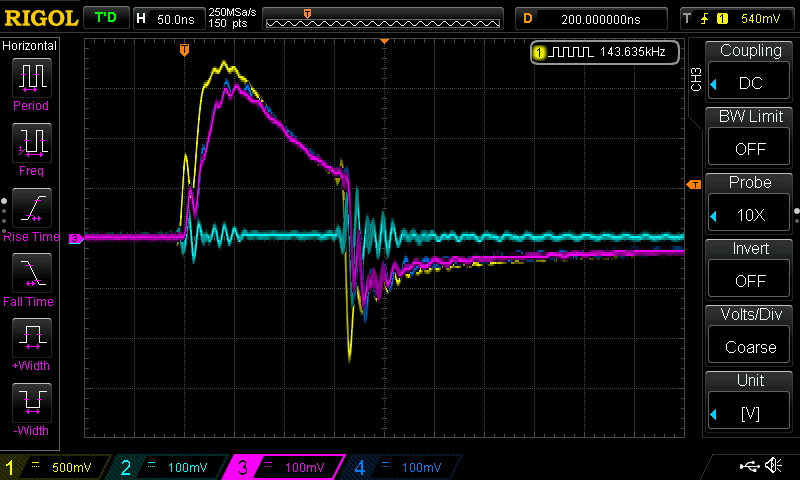 RIGOL T'D H 50.0ns 250MSa/s 150 pts T D 200.000000ns T 1 540mV
Horizontal
Period
Freq
Rise Time
Fall Time
+Width
-Width
T
1 143.635kHz
3
T
CH3
Coupling
DC
BW Limit
OFF
Probe
10X
Invert
OFF
Volts/Div
Coarse
Unit
[V]
1 500mV 2 100mV 3 100mV 4 100mV